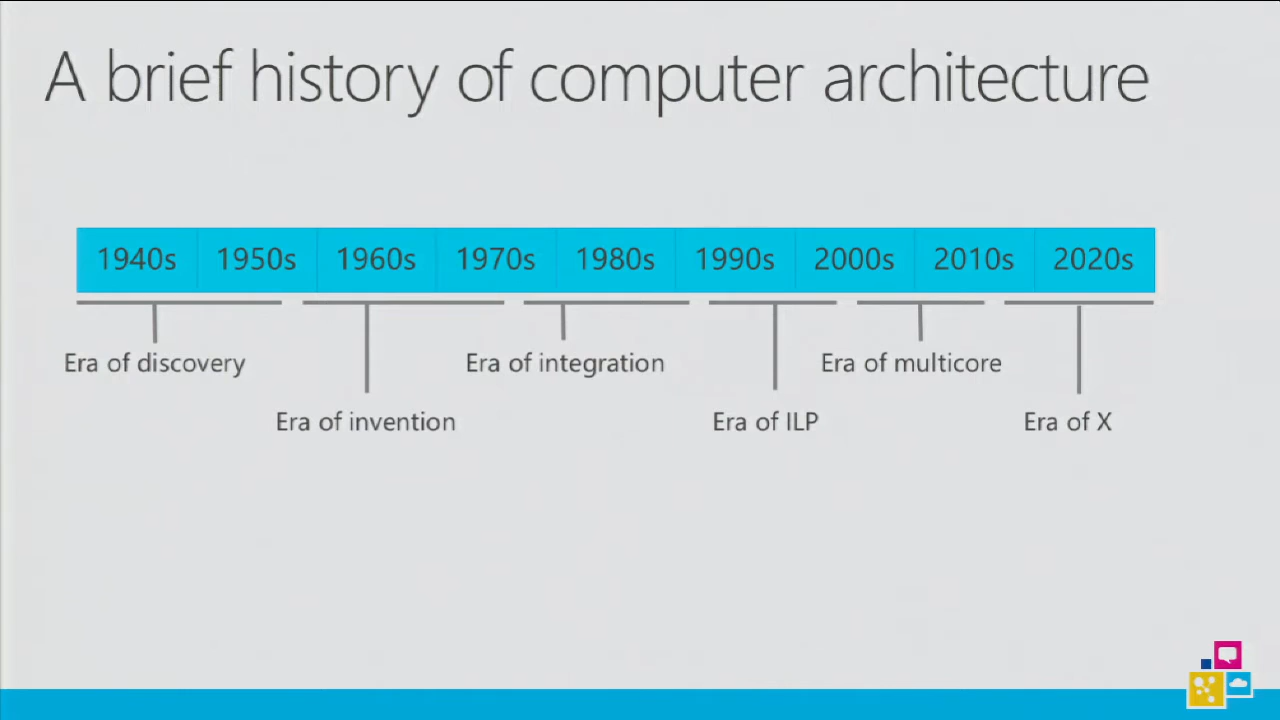 A brief history of computer architecture
1940s 1950s 1960s 1970s 1980s 1990s 2000s 2010s 2020s
Era of discovery Era of integration Era of multicore
Era of invention Era of ILP Era of X